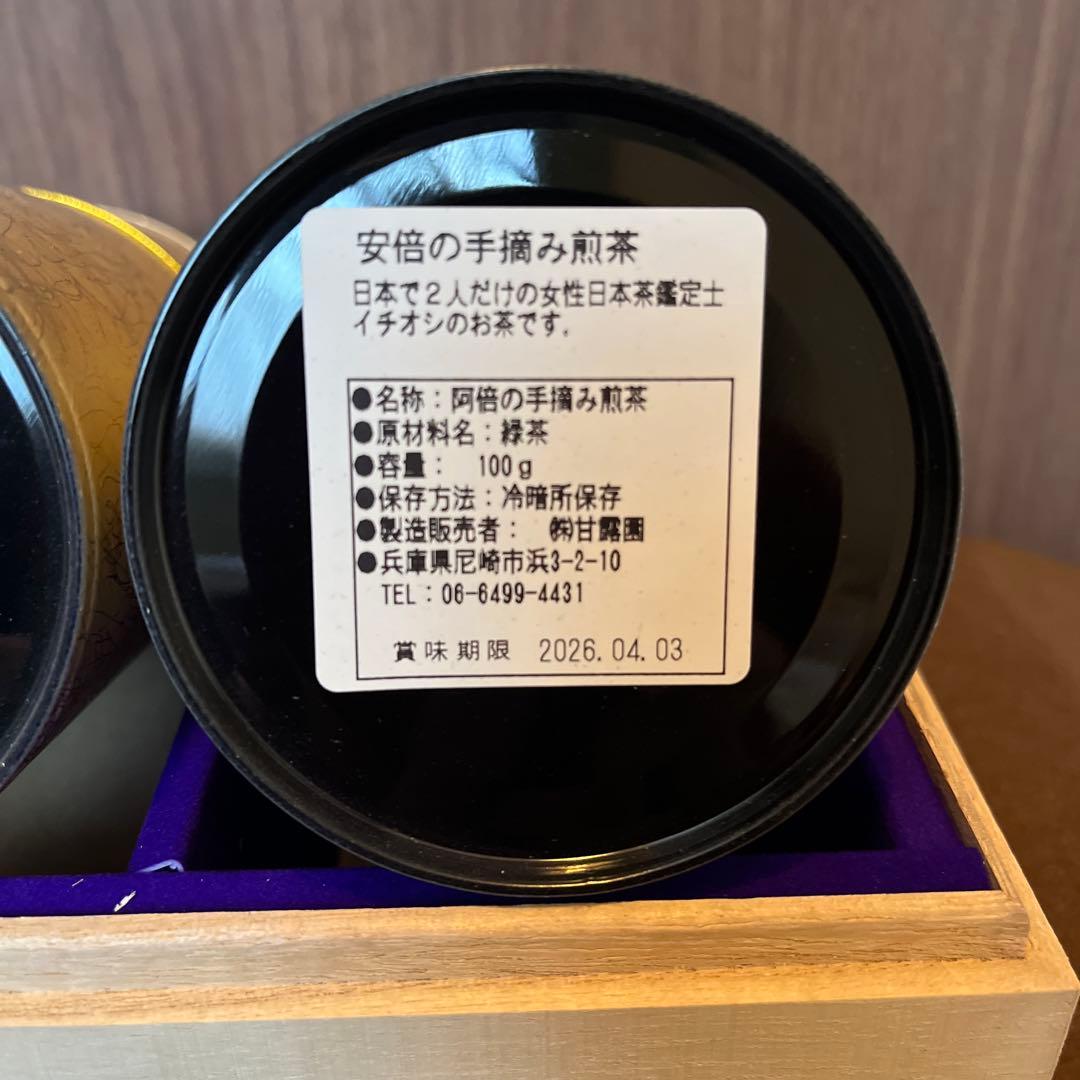 安倍の手摘み煎茶
日本で２人だけの女性日本茶鑑定士
イチオシのお茶です。
●名称：阿倍の手摘み煎茶
●原材料名：緑茶
●容量：　100ｇ
●保存方法：冷暗所保存
●製造販売者：　㈱甘露園
●兵庫県尼崎市浜3-2-10
TEL：06-6499-4431
賞味期限　2026.04.03